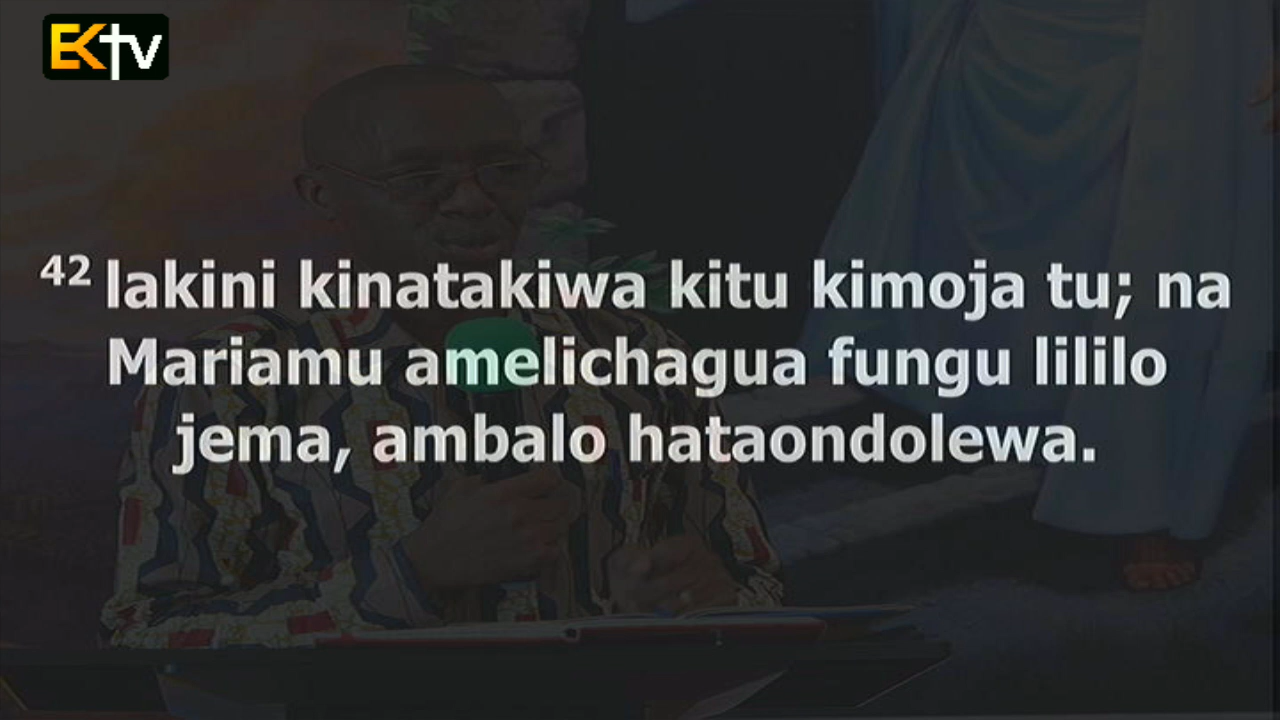 EKtv
42 lakini kinatakiwa kitu kimoja tu; na
Mariamu amelichagua fungu lililo
jema, ambalo hataondolewa.